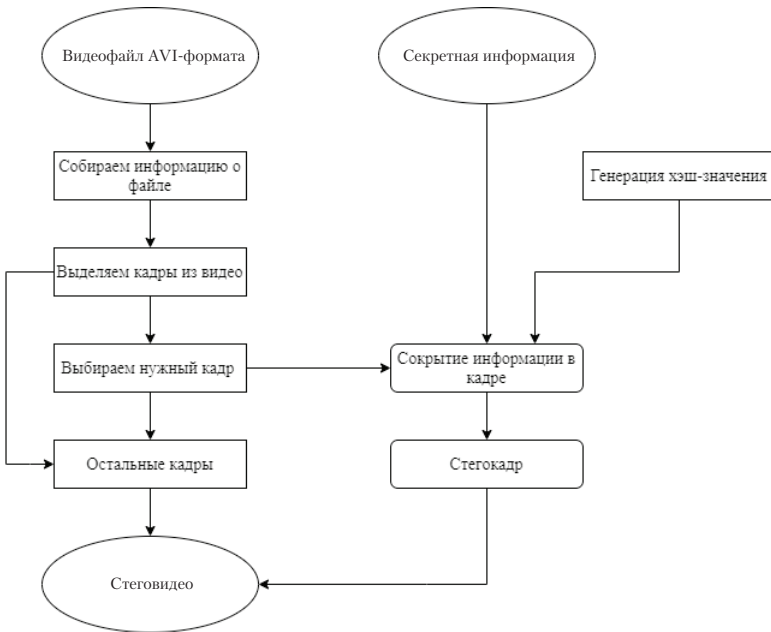 Видеофайл AVI-формата
Секретная информация
Собираем информацию о
файле
Генерация хэш-значения
Выделяем кадры из видео
Выбираем нужный кадр
Сокрытие информации в
кадре
Остальные кадры
Стегокадр
Стеговидео